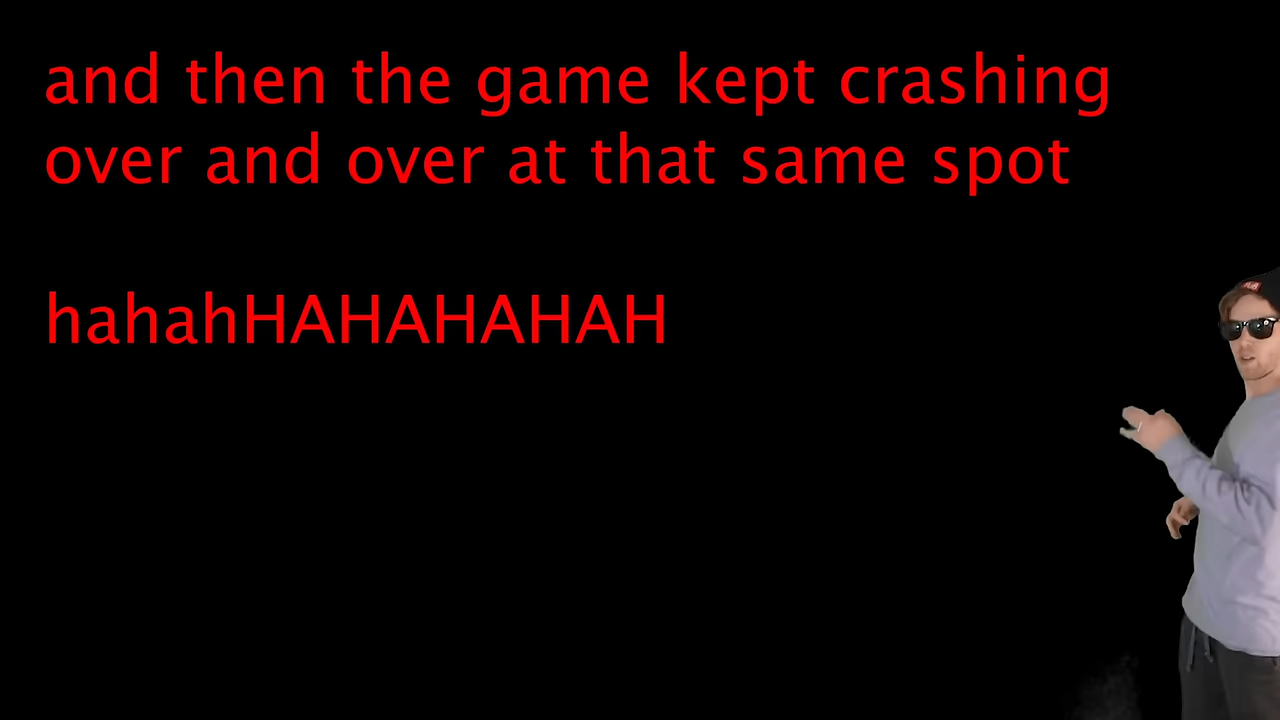 and then the game kept crashing
over and over at that same spot
hahahHAHAHAHAH